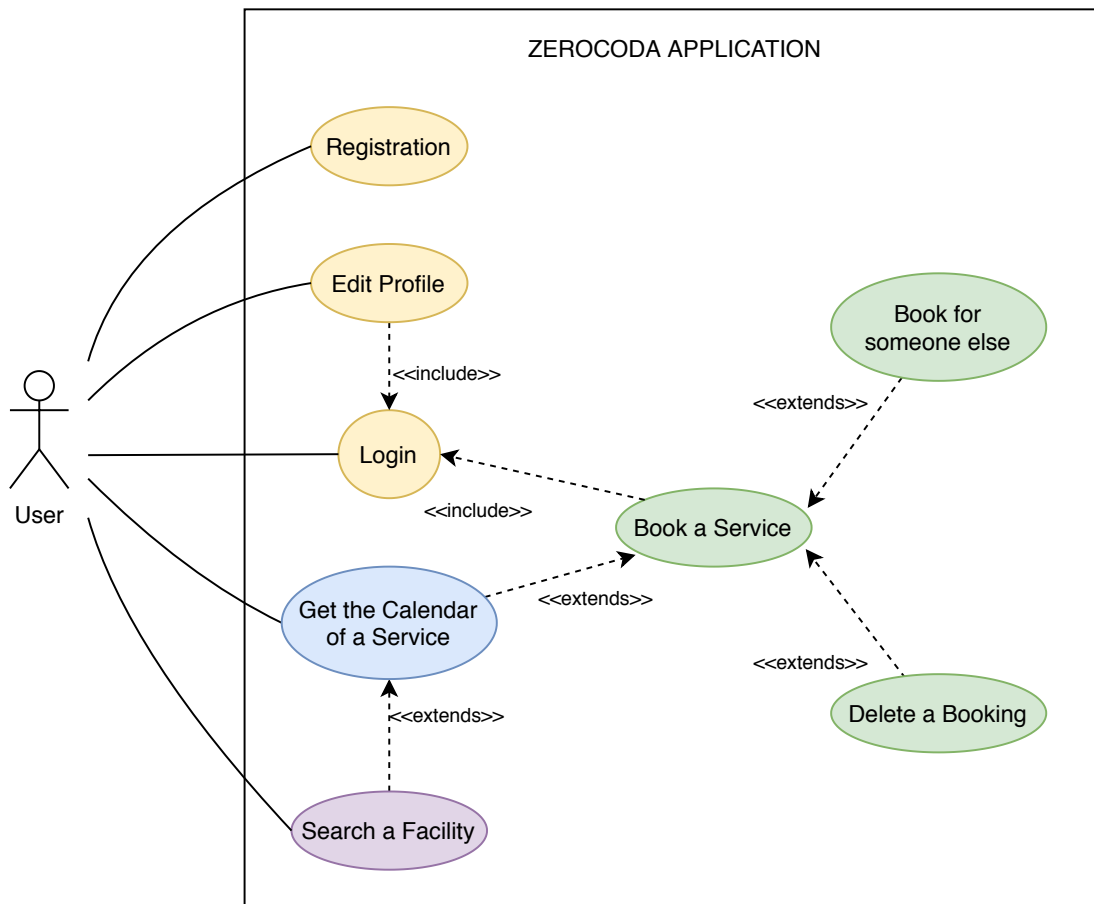 ZEROCODA APPLICATION
Registration
Edit Profile
<<include>>
Login
User
Book for
someone else
<<extends>>
<<include>>
Book a Service
Get the Calendar
of a Service
<<extends>>
<<extends>>
<<extends>>
Delete a Booking
Search a Facility